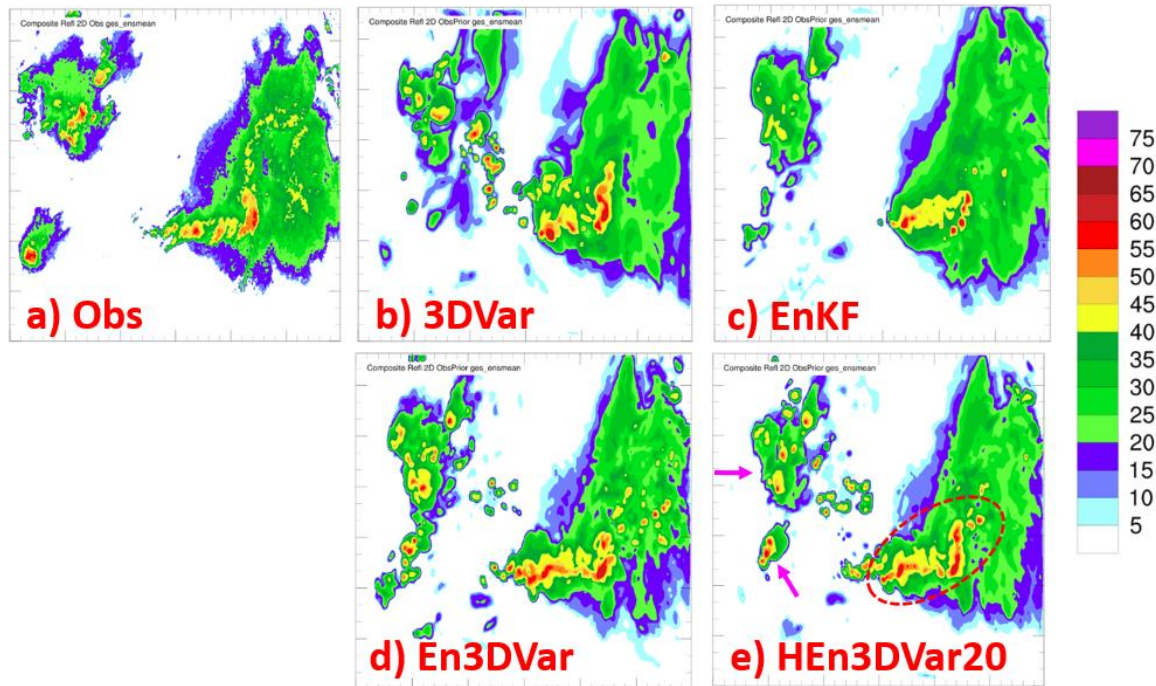 Composite Refl 2D Obs ges_ensmean
a) Obs
Composite Refl 2D ObsPrior ges_ensmean
b) 3DVar
Composite Refl 2D ObsPrior ges_ensmean
c) EnKF
Composite Refl 2D ObsPrior ges_ensmean
d) En3DVar
Composite Refl 2D ObsPrior ges_ensmean
e) HEn3DVar20
75
70
65
60
55
50
45
40
35
30
25
20
15
10
5